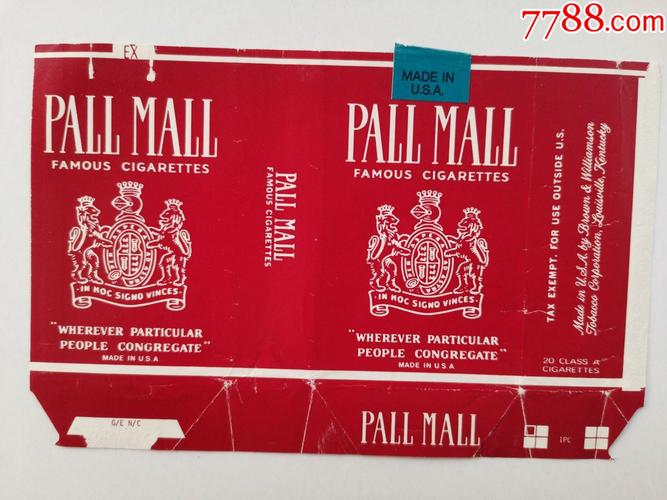 7788.com
EX
PALL MALL
FAMOUS CIGARETTES
IN HOC SIGNO VINCES
"WHEREVER PARTICULAR
PEOPLE CONGREGATE"
MADE IN U S A
PALL MALL
FAMOUS CIGARETTES
MADE IN
U.S.A.
PALL MALL
FAMOUS CIGARETTES
IN HOC SIGNO VINCES
"WHEREVER PARTICULAR
PEOPLE CONGREGATE"
MADE IN U S A
TAX EXEMPT. FOR USE OUTSIDE U.S.
Made in U.S.A. by Brown & Williamson
Tobacco Corporation, Louisville, Kentucky
20 CLASS A
CIGARETTES
G/E N/C
PALL MALL
IPC